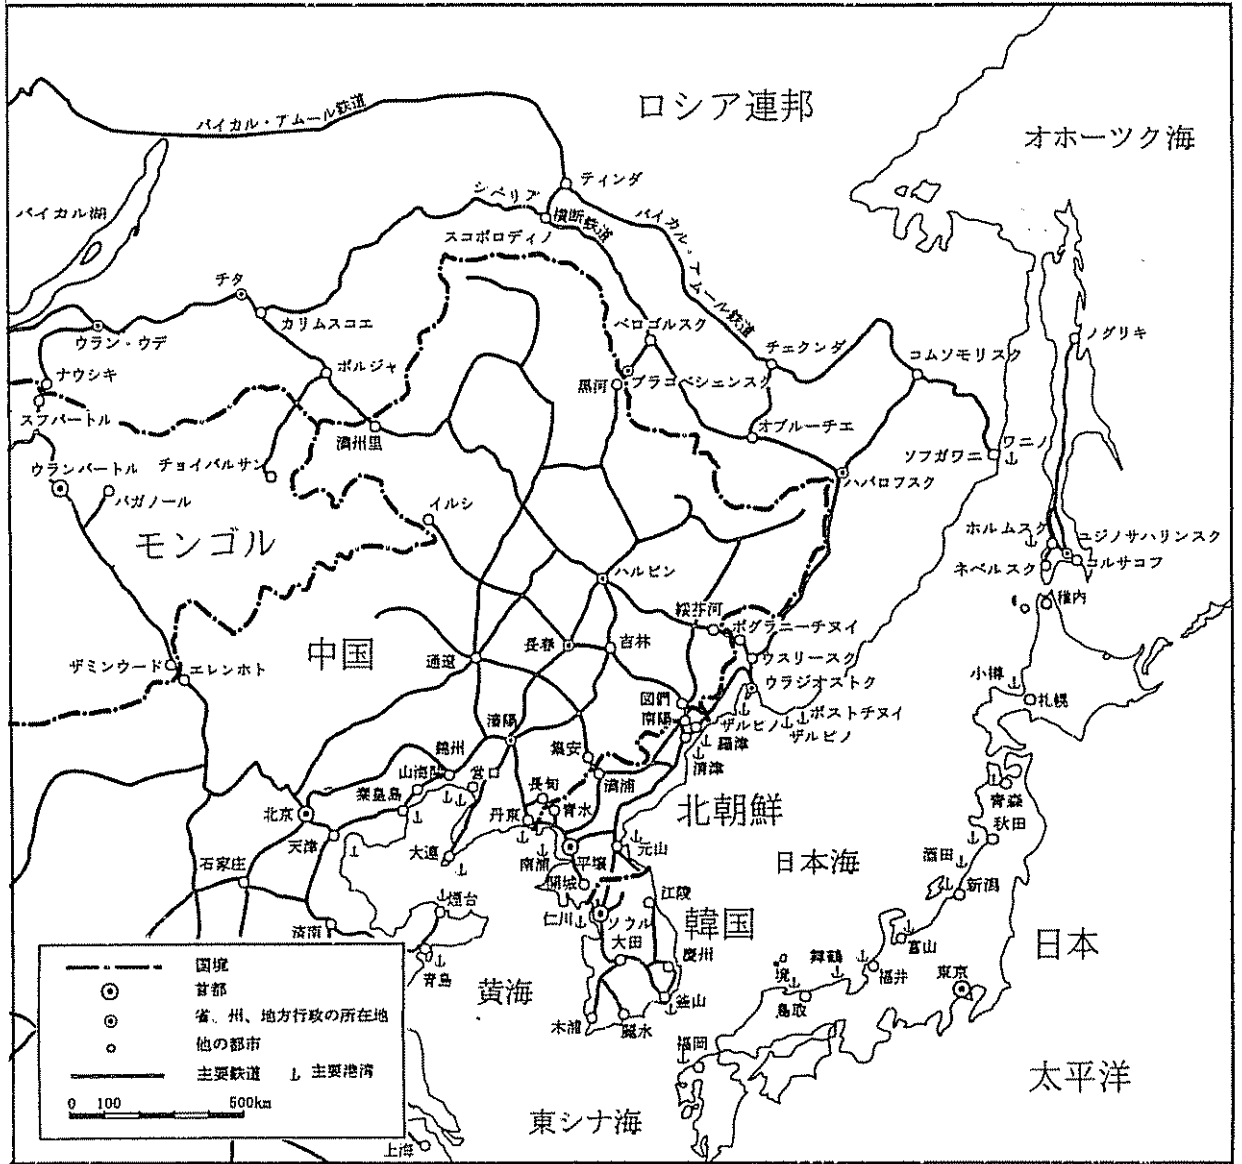 ロシア連邦
オホーツク海
バイカル・アムール鉄道
ティンダ
シベリア
横断鉄道
バイカル・アムール鉄道
バイカル湖
スコボロディノ
チタ
カリムスコエ
ベロゴルスク
ノグリキ
ウラン・ウデ
チェクンダ
コムソモリスク
ナウシキ
ボルジャ
黒河
ブラゴベシェンスク
スフバートル
満州里
オブルーチエ
ワニノ
ソフガワニ
ウランバートル
チョイバルサン
ハバロフスク
バガノール
イルシ
モンゴル
ホルムスク
ユジノサハリンスク
ネベルスク
コルサコフ
ハルビン
稚内
綏芬河
ポグラニーチヌイ
中国
長春
吉林
通遼
ウスリースク
ザミンウード
エレンホト
ウラジオストク
小樽
札幌
図們
南陽
ザルビノ
ボストチヌイ
ザルビノ
羅津
清津
瀋陽
錦州
集安
満浦
山海関
営口
秦皇島
長甸
青水
北朝鮮
青森
北京
丹東
秋田
天津
大連
南浦
平壌
元山
日本海
酒田
石家庄
開城
新潟
煙台
江陵
仁川
ソウル
韓国
済南
大田
富山
日本
青島
慶州
舞鶴
福井
東京
黄海
境
釜山
鳥取
木浦
麗水
福岡
太平洋
東シナ海
上海
国境
首都
省、州、地方行政の所在地
他の都市
主要鉄道 主要港湾
0 100 500km